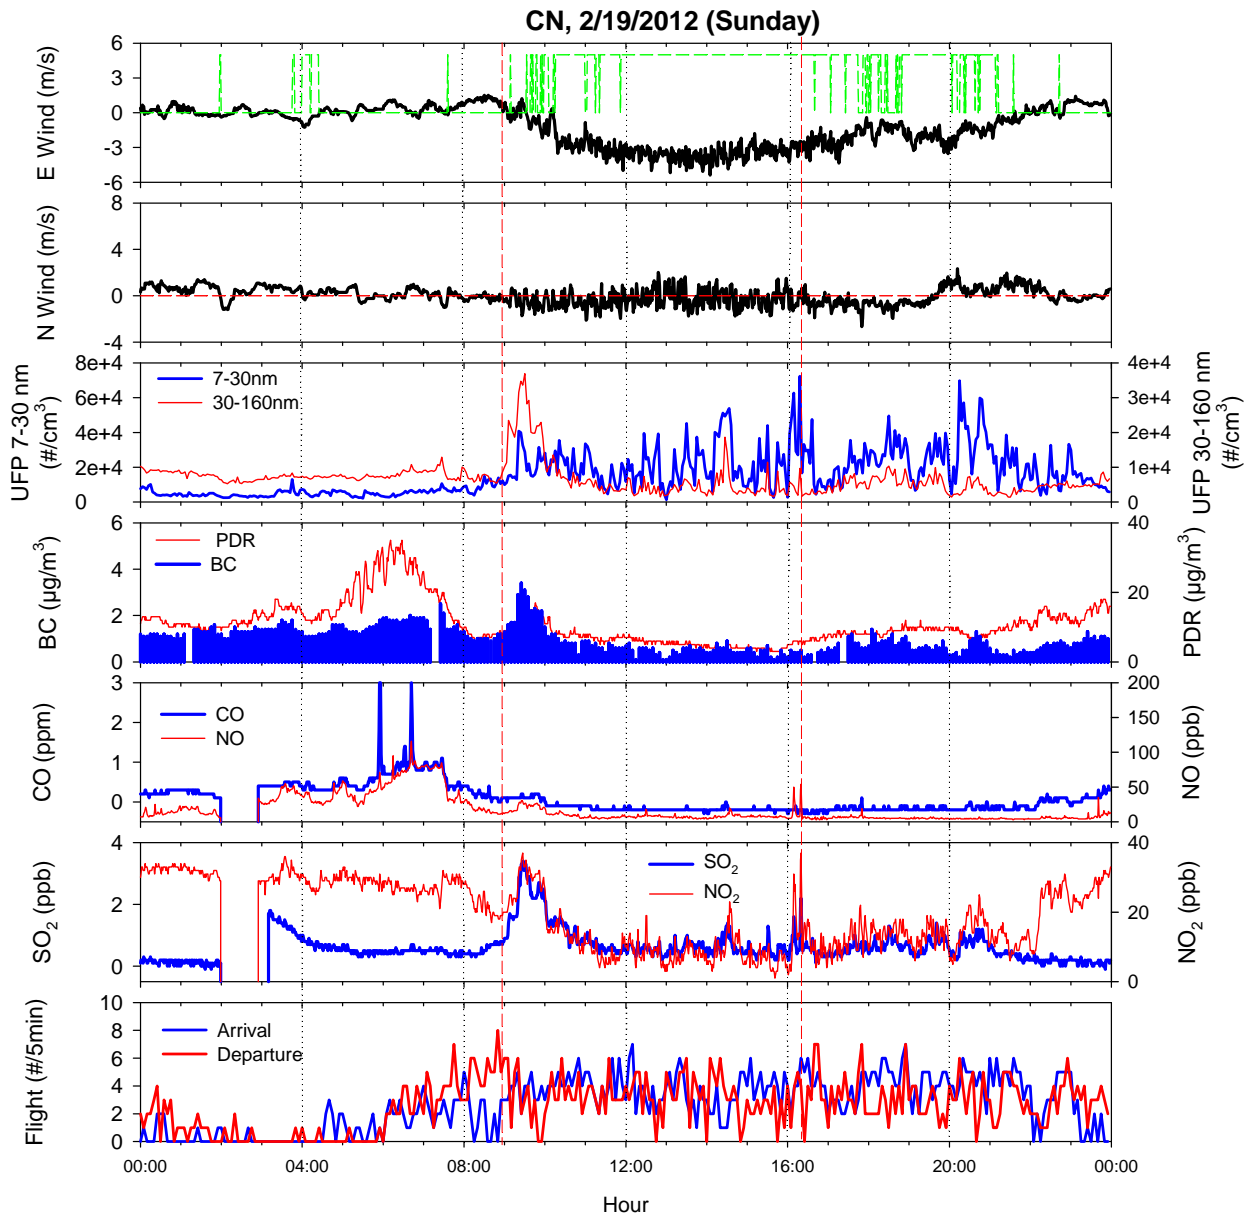 CN, 2/19/2012 (Sunday)
E Wind (m/s)
6
3
0
-3
-6
N Wind (m/s)
8
4
0
-4
UFP 7-30 nm
(#/cm³)
8e+4
6e+4
4e+4
2e+4
0
7-30nm
30-160nm
4e+4
3e+4
2e+4
1e+4
0
UFP 30-160 nm
(#/cm³)
BC (µg/m³)
6
4
2
0
PDR
BC
40
20
0
PDR (µg/m³)
CO (ppm)
3
2
1
0
CO
NO
200
150
100
50
0
NO (ppb)
SO₂ (ppb)
4
2
0
SO₂
NO₂
40
20
0
NO₂ (ppb)
Flight (#/5min)
10
8
6
4
2
0
Arrival
Departure
00:00 04:00 08:00 12:00 16:00 20:00 00:00
Hour